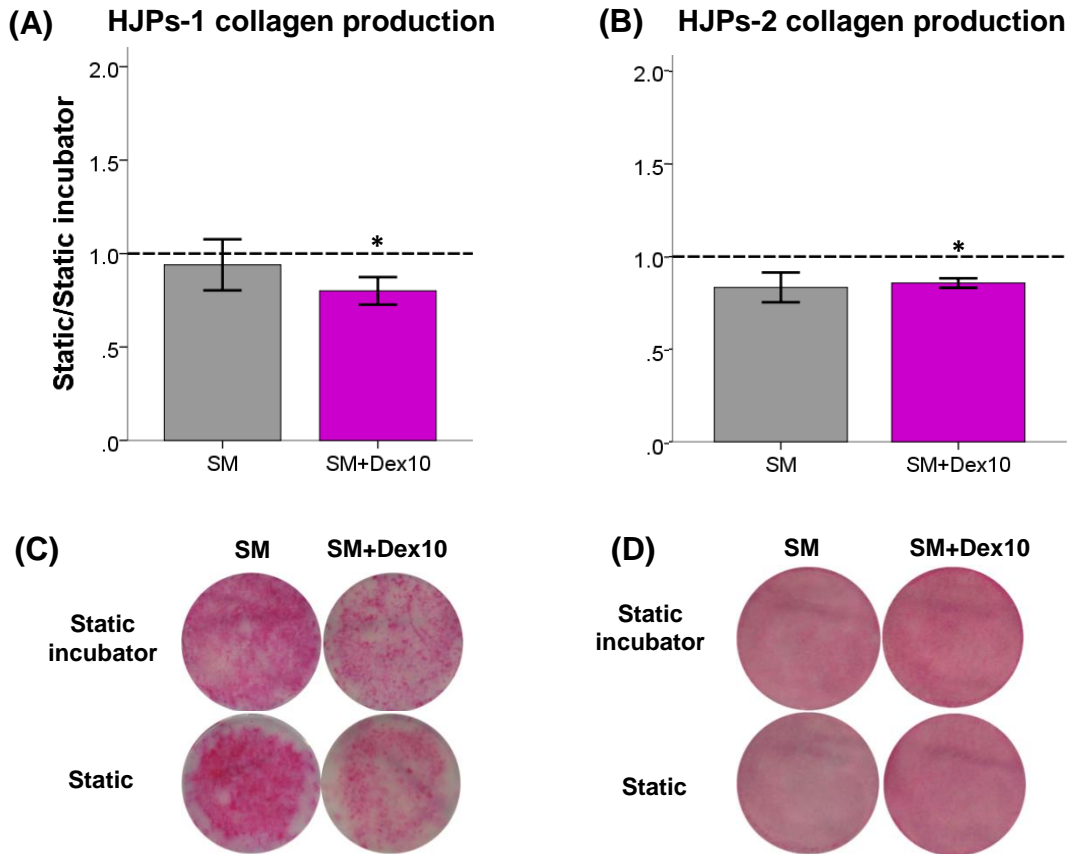 (A) HJPs-1 collagen production
Static/Static incubator
2.0
1.5
1.0
.5
.0
*
SM SM+Dex10
(B) HJPs-2 collagen production
2.0
1.5
1.0
.5
.0
*
SM SM+Dex10
(C) SM SM+Dex10
Static
incubator
Static
(D) SM SM+Dex10
Static
incubator
Static